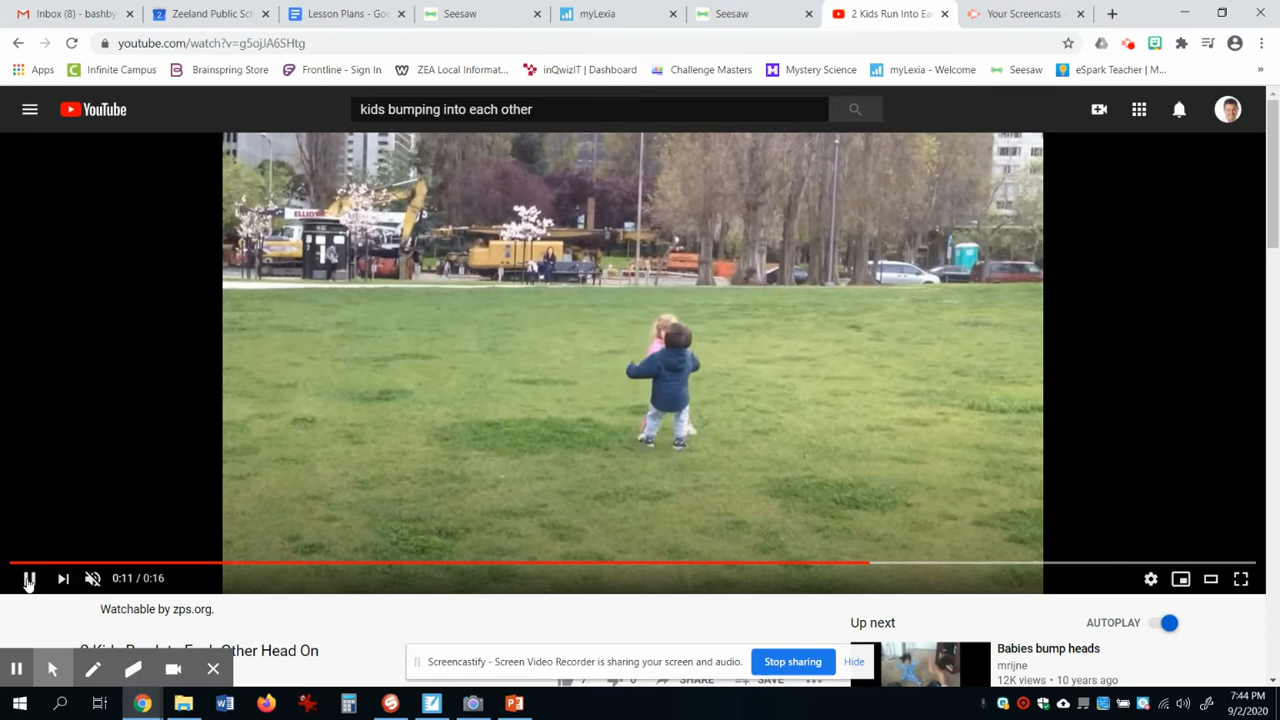 Inbox (8) - bashby
Zeeland Public Sch
Lesson Plans - Goo
Seesaw
myLexia
Seesaw
2 Kids Run Into Ea
Your Screencasts -
youtube.com/watch?v=g5ojJA6SHtg
Apps
Infinite Campus
Brainspring Store
Frontline - Sign In
ZEA Local Informat...
inQwizIT | Dashboard
Challenge Masters
Mystery Science
myLexia - Welcome
Seesaw
eSpark Teacher | M...
YouTube
kids bumping into each other
0:11 / 0:16
Watchable by zps.org.
Up next
AUTOPLAY
Other Head On
Babies bump heads
mrijne
12K views • 10 years ago
Screencastify - Screen Video Recorder is sharing your screen and audio.
Stop sharing
Hide
SHARE
SAVE
7:44 PM
9/2/2020